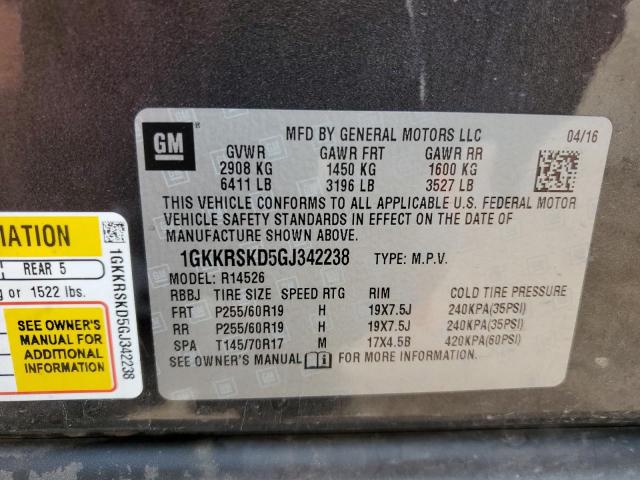 GM ®
MFD BY GENERAL MOTORS LLC 04/16
GVWR GAWR FRT GAWR RR
2908 KG 1450 KG 1600 KG
6411 LB 3196 LB 3527 LB
THIS VEHICLE CONFORMS TO ALL APPLICABLE U.S. FEDERAL MOTOR
VEHICLE SAFETY STANDARDS IN EFFECT ON THE DATE OF
MANUFACTURE SHOWN ABOVE.
1GKKRSKD5GJ342238 TYPE: M.P.V.
MODEL: R14526
RBBJ TIRE SIZE SPEED RTG RIM COLD TIRE PRESSURE
FRT P255/60R19 H 19X7.5J 240KPA(35PSI)
RR P255/60R19 H 19X7.5J 240KPA(35PSI)
SPA T145/70R17 M 17X4.5B 420KPA(60PSI)
SEE OWNER'S MANUAL FOR MORE INFORMATION
REAR 5
or 1522 lbs.
SEE OWNER'S
MANUAL FOR
ADDITIONAL
INFORMATION
1GKKRSKD5GJ342238